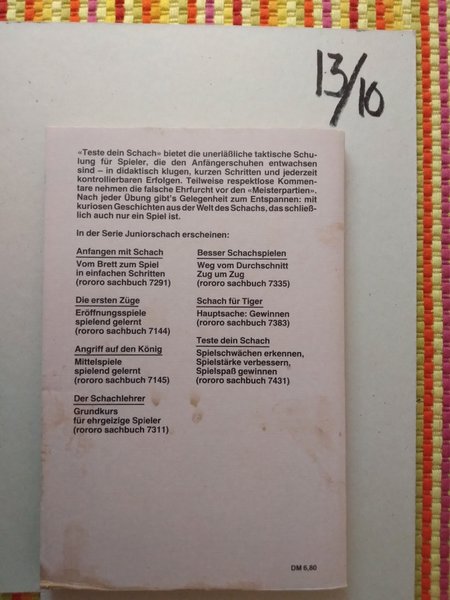 13/10
«Teste dein Schach» bietet die unerläßliche taktische Schu-
lung für Spieler, die den Anfängerschuhen entwachsen
sind – in didaktisch klugen, kurzen Schritten und jederzeit
kontrollierbaren Erfolgen. Teilweise respektlose Kommen-
tare nehmen die falsche Ehrfurcht vor den «Meisterpartien».
Nach jeder Übung gibt's Gelegenheit zum Entspannen: mit
kuriosen Geschichten aus der Welt des Schachs, das schließ-
lich auch nur ein Spiel ist.
In der Serie Juniorschach erscheinen:
Anfangen mit Schach
Vom Brett zum Spiel
in einfachen Schritten
(rororo sachbuch 7291)
Die ersten Züge
Eröffnungsspiele
spielend gelernt
(rororo sachbuch 7144)
Angriff auf den König
Mittelspiele
spielend gelernt
(rororo sachbuch 7145)
Der Schachlehrer
Grundkurs
für ehrgeizige Spieler
(rororo sachbuch 7311)
Besser Schachspielen
Weg vom Durchschnitt
Zug um Zug
(rororo sachbuch 7335)
Schach für Tiger
Hauptsache: Gewinnen
(rororo sachbuch 7383)
Teste dein Schach
Spielschwächen erkennen,
Spielstärke verbessern,
Spielspaß gewinnen
(rororo sachbuch 7431)
DM 6,80